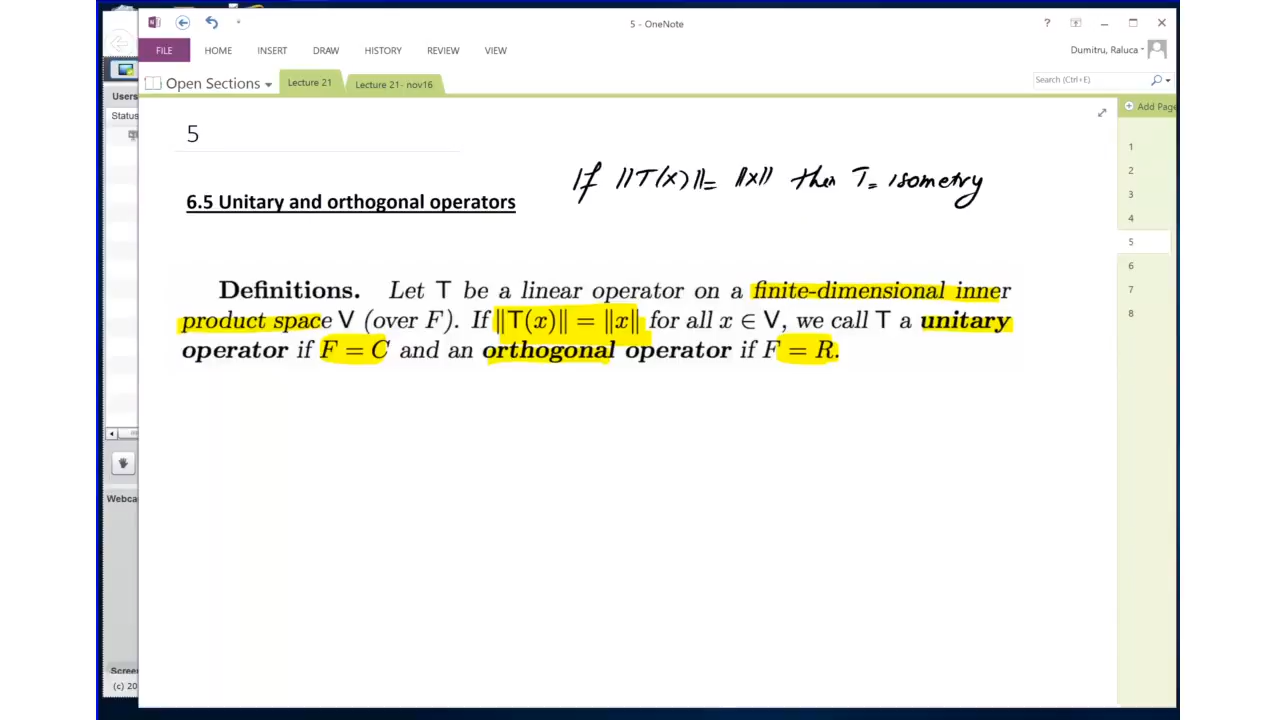 5 - OneNote
?
FILE HOME INSERT DRAW HISTORY REVIEW VIEW
Dumitru, Raluca
Open Sections Lecture 21 Lecture 21- nov16
Search (Ctrl+E)
Users
Status
Add Page
5
If ||T(x)||= ||x|| then T= isometry
6.5 Unitary and orthogonal operators
Definitions. Let T be a linear operator on a finite-dimensional inner
product space V (over F). If ||T(x)|| = ||x|| for all x ∈ V, we call T a unitary
operator if F = C and an orthogonal operator if F = R.
1
2
3
4
5
6
7
8
Webca
Screen
(c) 20